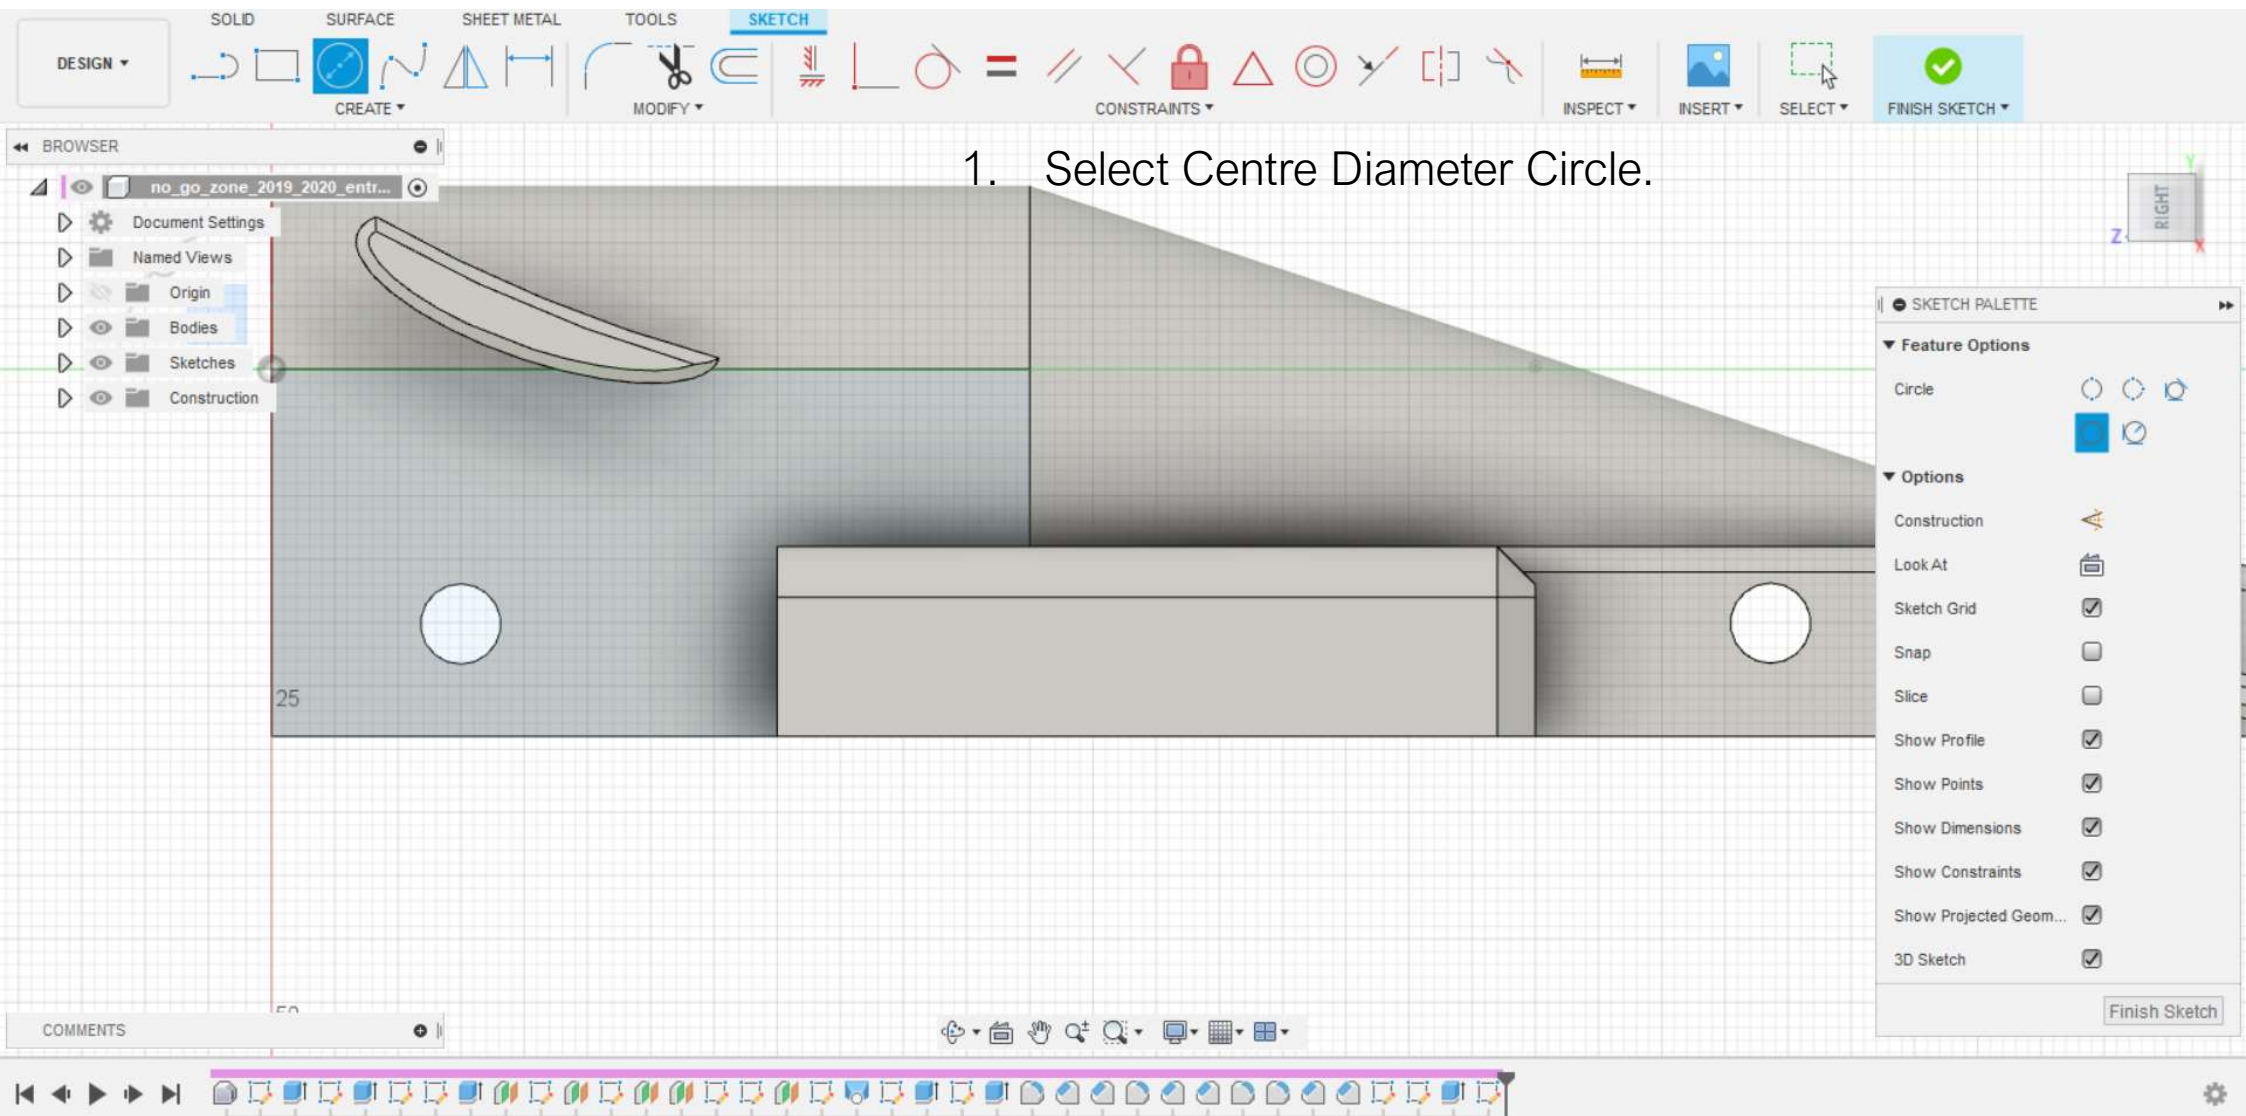 SOLID SURFACE SHEET METAL TOOLS SKETCH
DESIGN ▾
CREATE ▾ MODIFY ▾ CONSTRAINTS ▾ INSPECT ▾ INSERT ▾ SELECT ▾ FINISH SKETCH ▾
BROWSER
1. Select Centre Diameter Circle.
no_go_zone_2019_2020_entr...
Document Settings
Named Views
Origin
Bodies
Sketches
Construction
Y
RIGHT
Z
X
SKETCH PALETTE
Feature Options
Circle
Options
Construction
Look At
Sketch Grid
Snap
Slice
Show Profile
Show Points
Show Dimensions
Show Constraints
Show Projected Geom...
3D Sketch
Finish Sketch
25
50
COMMENTS